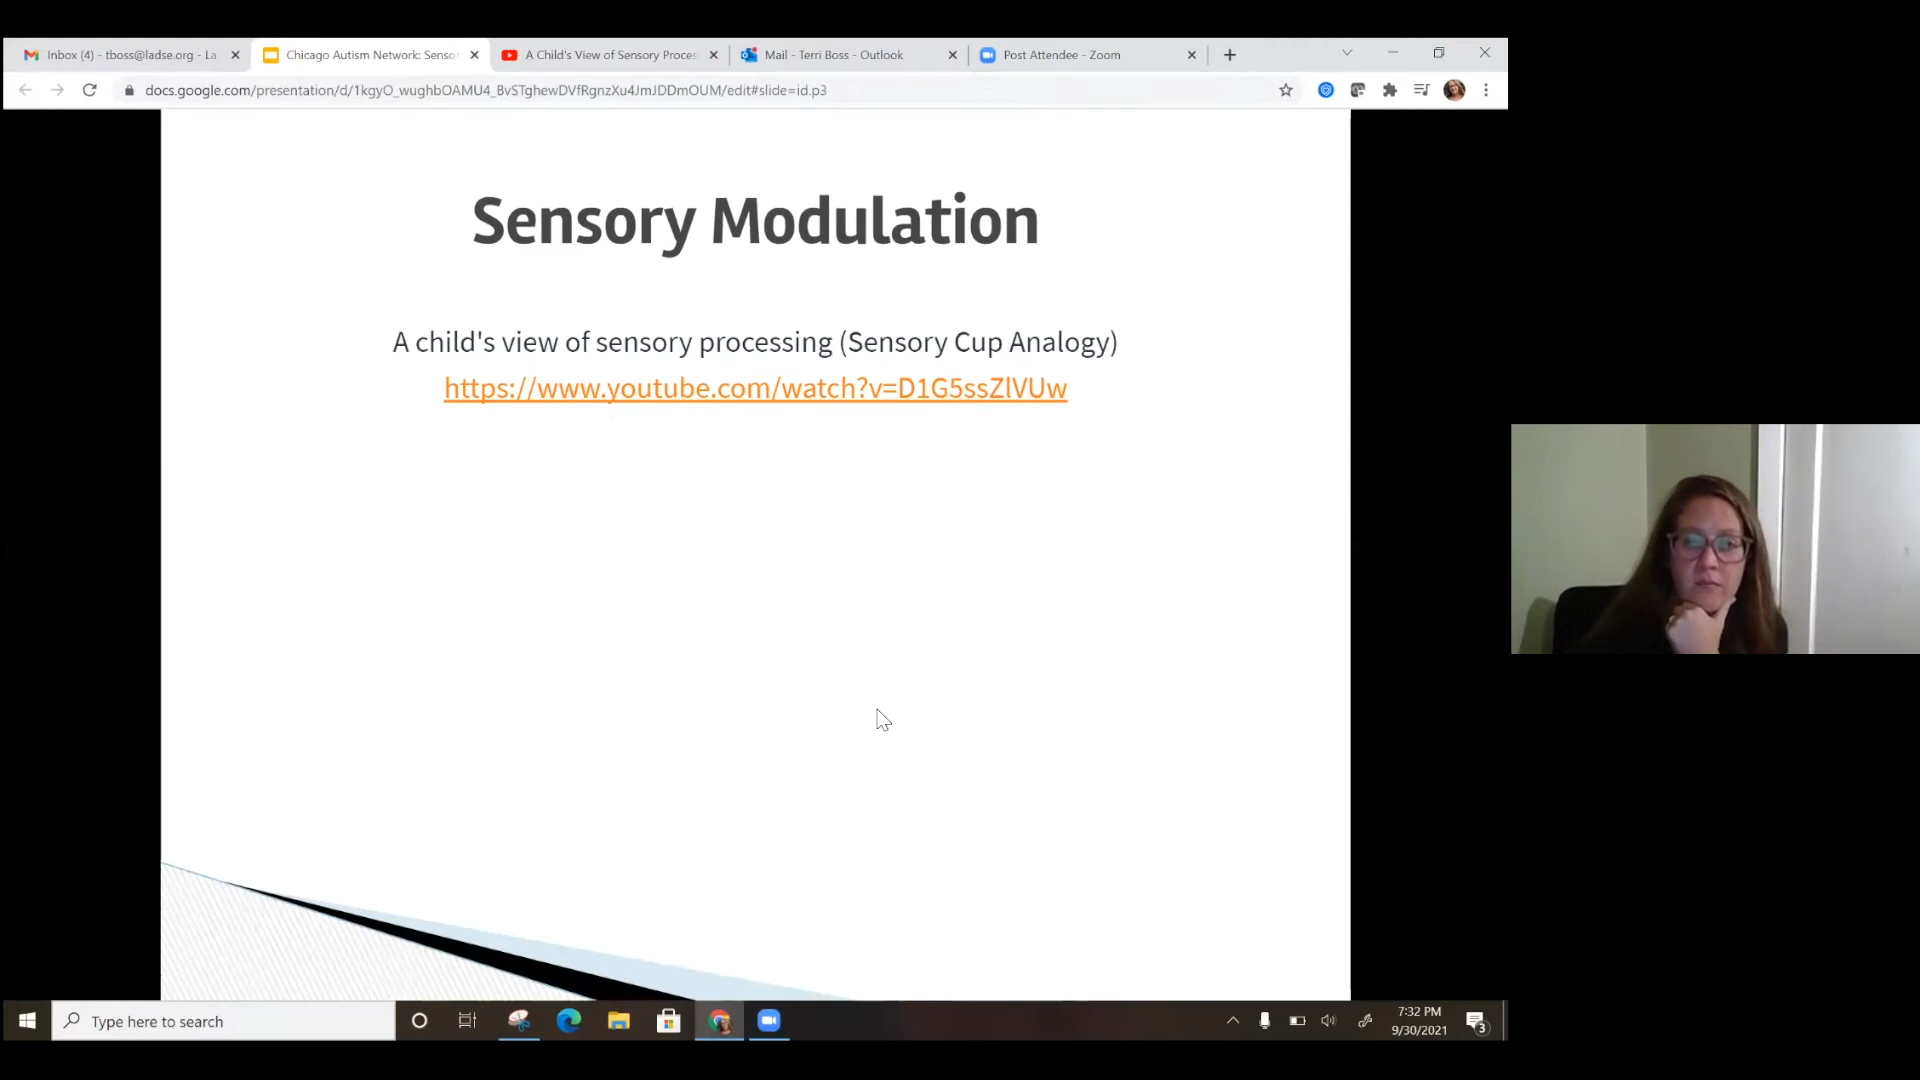 Inbox (4) - tboss@ladse.org - La
Chicago Autism Network: Senso
A Child's View of Sensory Proces
Mail - Terri Boss - Outlook
Post Attendee - Zoom
docs.google.com/presentation/d/1kgyO_wughbOAMU4_BvSTghewDVfRgnzXu4JmJDDmOUM/edit#slide=id.p3
Sensory Modulation
A child's view of sensory processing (Sensory Cup Analogy)
https://www.youtube.com/watch?v=D1G5ssZlVUw
Type here to search
7:32 PM
9/30/2021
3